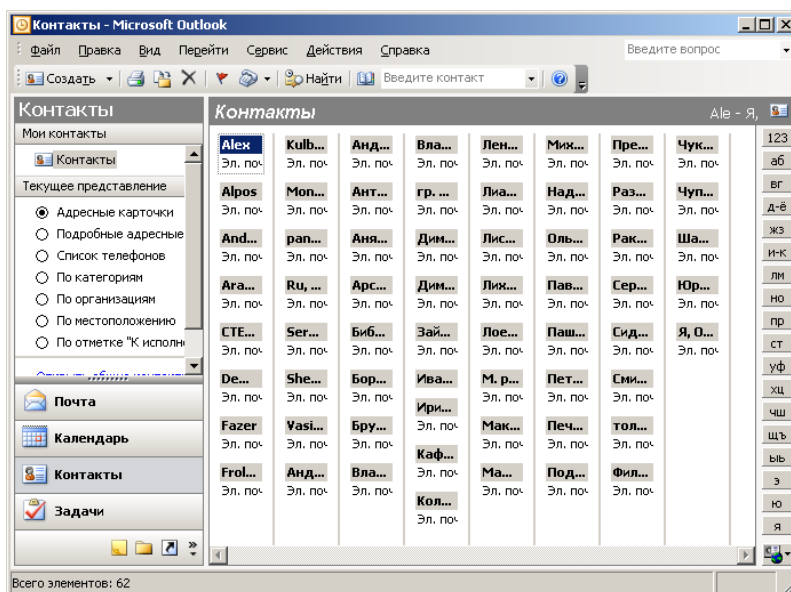 Контакты - Microsoft Outlook
Файл Правка Вид Перейти Сервис Действия Справка Введите вопрос
Создать Найти Введите контакт
Контакты
Мои контакты
Контакты
Текущее представление
Адресные карточки
Подробные адресные
Список телефонов
По категориям
По организациям
По местоположению
По отметке "К исполн
Почта
Календарь
Контакты
Задачи
Контакты Ale - Я,
Alex
Эл. поч
Alpos
Эл. поч
And...
Эл. поч
Ara...
Эл. поч
CTE...
Эл. поч
De...
Эл. поч
Fazer
Эл. поч
Frol...
Эл. поч
Kulb...
Эл. поч
Mon...
Эл. поч
pan...
Эл. поч
Ru, ...
Эл. поч
Ser...
Эл. поч
She...
Эл. поч
Vasi...
Эл. поч
Анд...
Эл. поч
Анд...
Эл. поч
Ант...
Эл. поч
Аня...
Эл. поч
Арс...
Эл. поч
Биб...
Эл. поч
Бор...
Эл. поч
Бру...
Эл. поч
Вла...
Эл. поч
Вла...
Эл. поч
гр. ...
Эл. поч
Дим...
Эл. поч
Дим...
Эл. поч
Зай...
Эл. поч
Ива...
Ири...
Эл. поч
Каф...
Эл. поч
Кол...
Эл. поч
Лен...
Эл. поч
Лиа...
Эл. поч
Лис...
Эл. поч
Лих...
Эл. поч
Лое...
Эл. поч
М. р...
Эл. поч
Мак...
Эл. поч
Ма...
Эл. поч
Мих...
Эл. поч
Над...
Эл. поч
Оль...
Эл. поч
Пав...
Эл. поч
Паш...
Эл. поч
Пет...
Эл. поч
Печ...
Эл. поч
Под...
Эл. поч
Пре...
Эл. поч
Раз...
Эл. поч
Рак...
Эл. поч
Сер...
Эл. поч
Сид...
Эл. поч
Сми...
Эл. поч
тол...
Эл. поч
Фил...
Эл. поч
Чук...
Эл. поч
Чуп...
Эл. поч
Ша...
Эл. поч
Юр...
Эл. поч
Я, О...
Эл. поч
123
аб
вг
д-ё
жз
и-к
лм
но
пр
ст
уф
хц
чш
щъ
ыь
э
ю
я
Всего элементов: 62